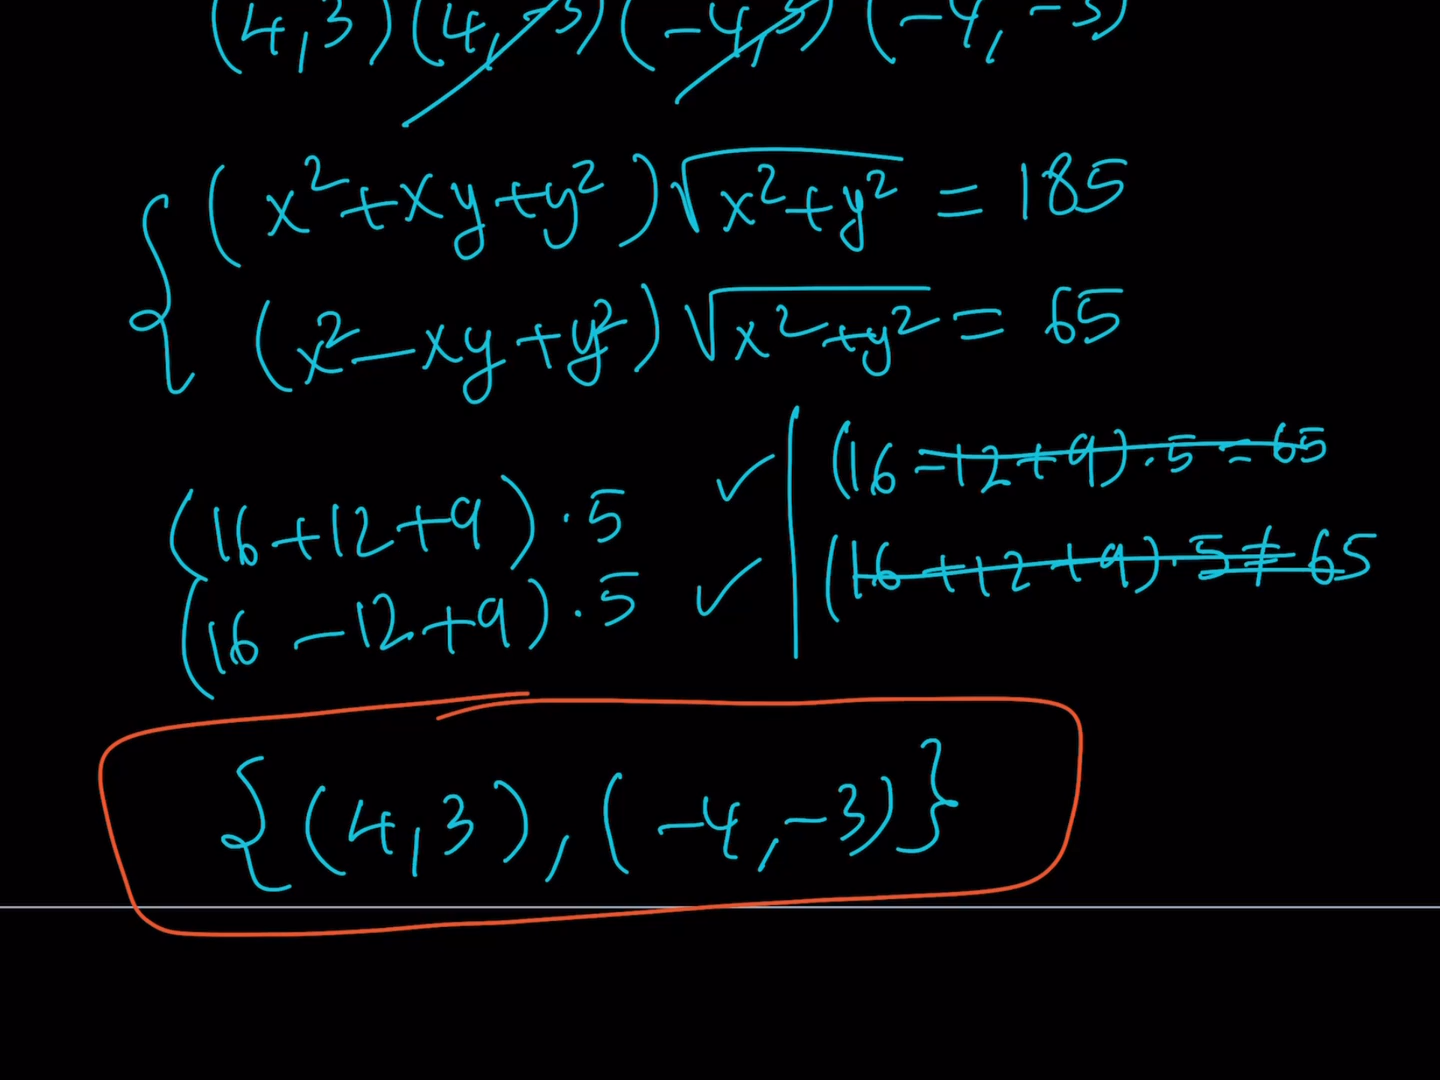 (4,3) (4,-3) (-4,3) (-4,-3)
(x²+xy+y²)√x²+y² = 185
(x²-xy+y²)√x²+y² = 65
(16+12+9)·5 ✓
(16-12+9)·5 ✓
(16-12+9)·5 = 65
(16+12+9)·5 ≠ 65
{(4,3), (-4,-3)}